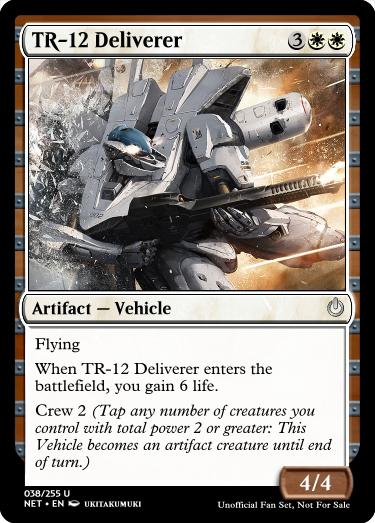 TR-12 Deliverer 3
002
Artifact — Vehicle
Flying
When TR-12 Deliverer enters the
battlefield, you gain 6 life.
Crew 2 (Tap any number of creatures you
control with total power 2 or greater: This
Vehicle becomes an artifact creature until end
of turn.)
4/4
038/255 U
NET • EN UKITAKUMUKI
Unofficial Fan Set, Not For Sale